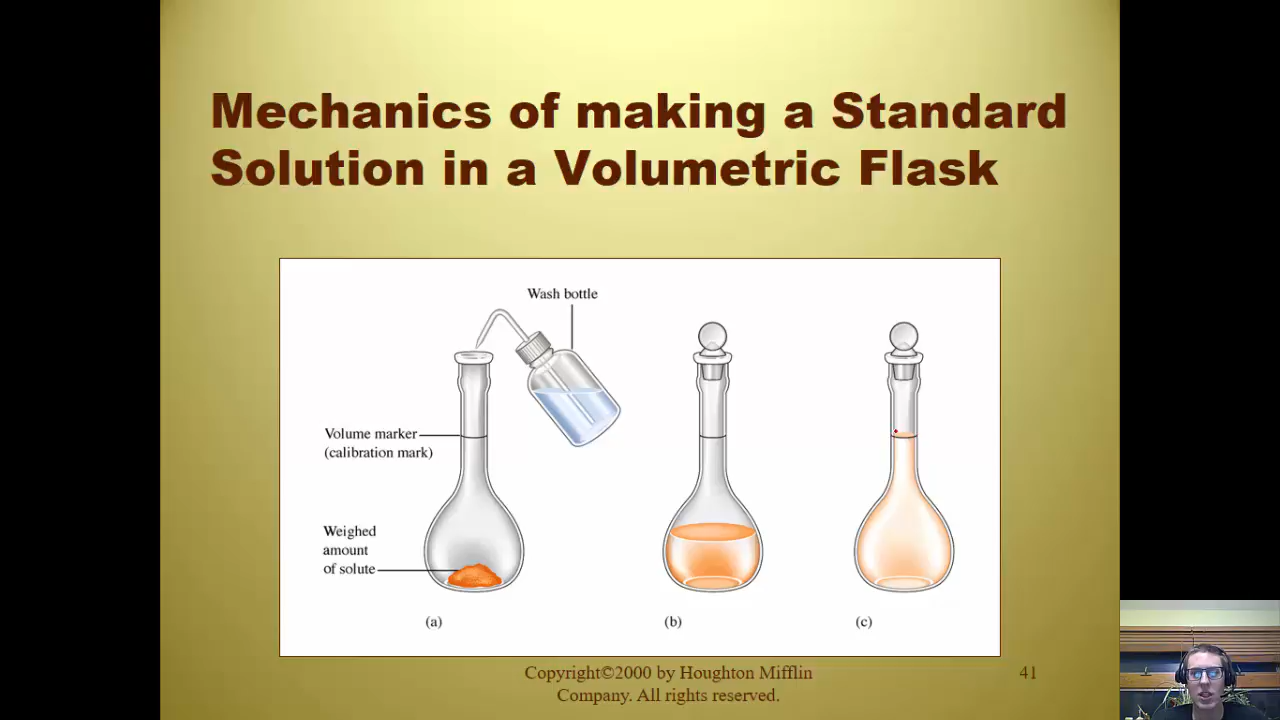 Mechanics of making a Standard
Solution in a Volumetric Flask
Wash bottle
Volume marker
(calibration mark)
Weighed
amount
of solute
(a)
(b)
(c)
Copyright©2000 by Houghton Mifflin
Company. All rights reserved.
41